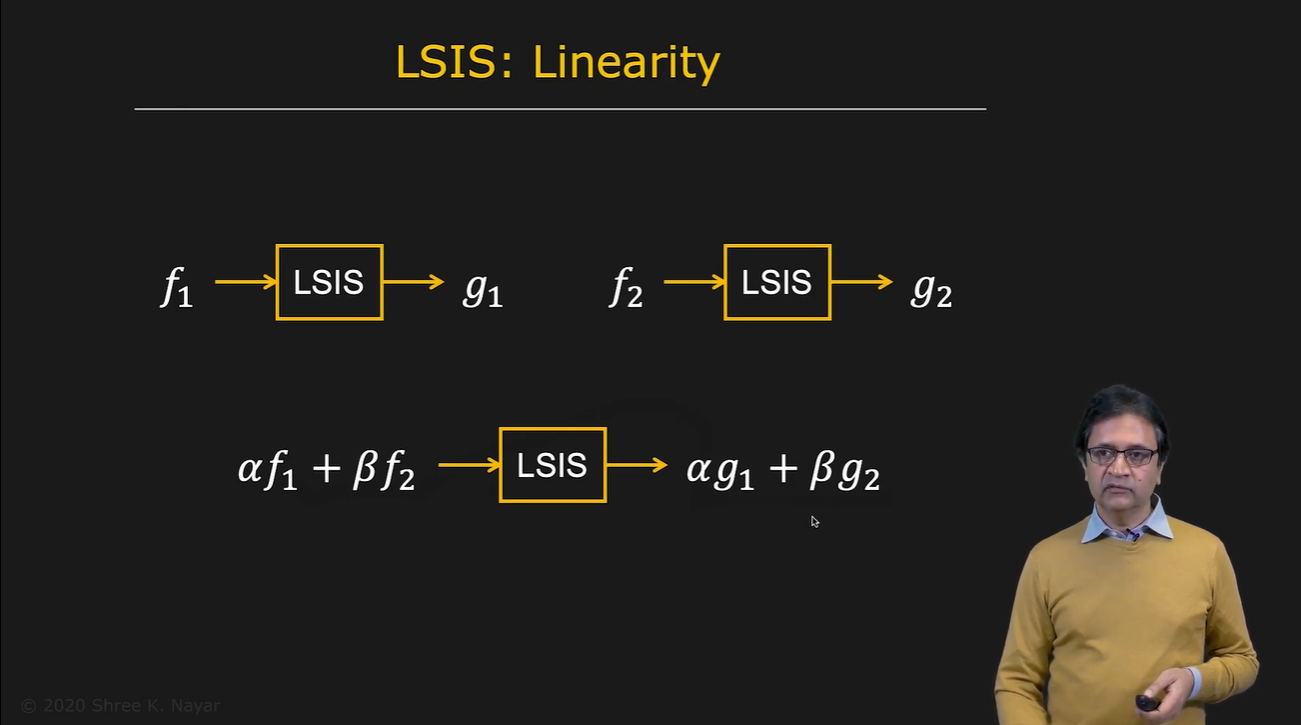 LSIS: Linearity
f₁ → LSIS → g₁ f₂ → LSIS → g₂
αf₁ + βf₂ → LSIS → αg₁ + βg₂
© 2020 Shree K. Nayar